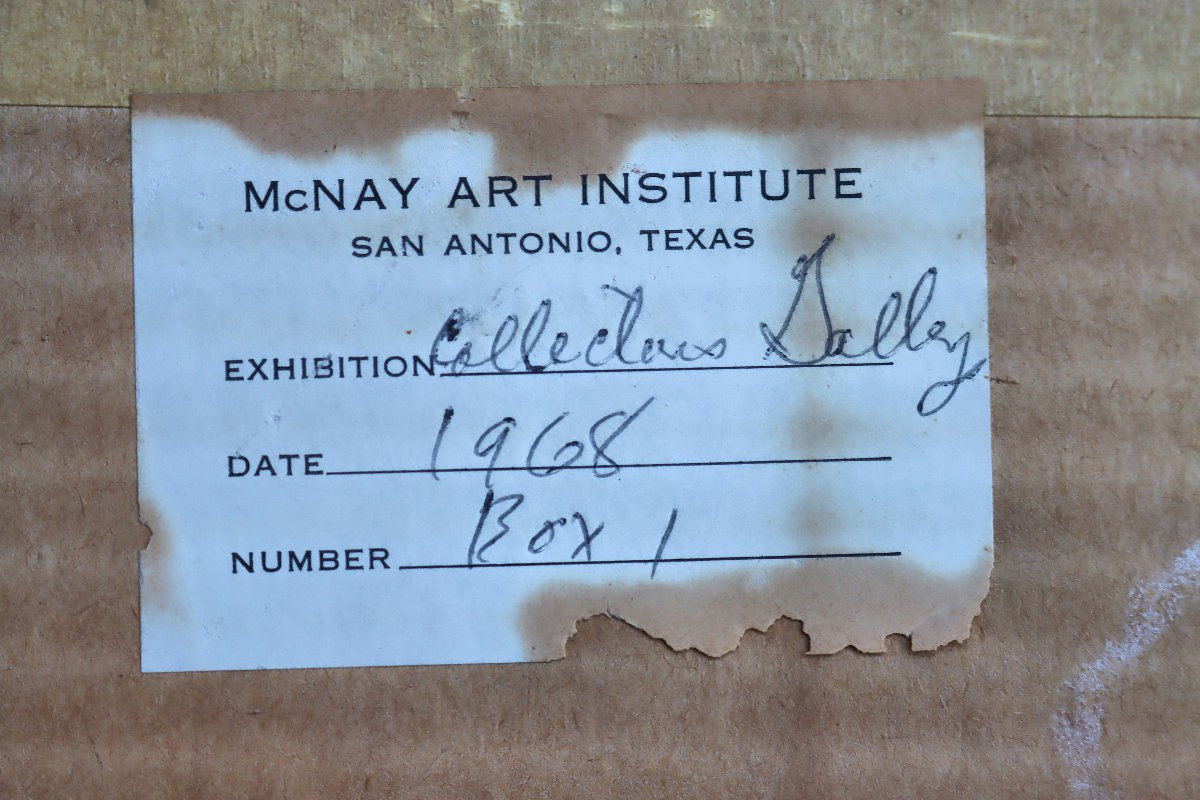 McNAY ART INSTITUTE
SAN ANTONIO, TEXAS
EXHIBITION Collectors Gallery
DATE 1968
NUMBER Box 1